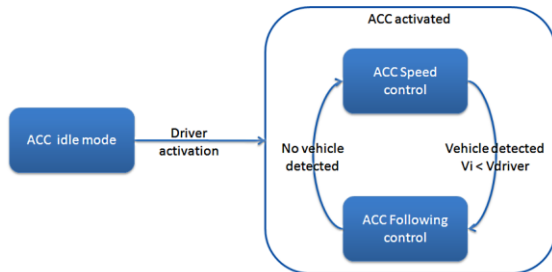 ACC activated
ACC Speed
control
ACC idle mode
Driver
activation
No vehicle
detected
Vehicle detected
Vi < Vdriver
ACC Following
control